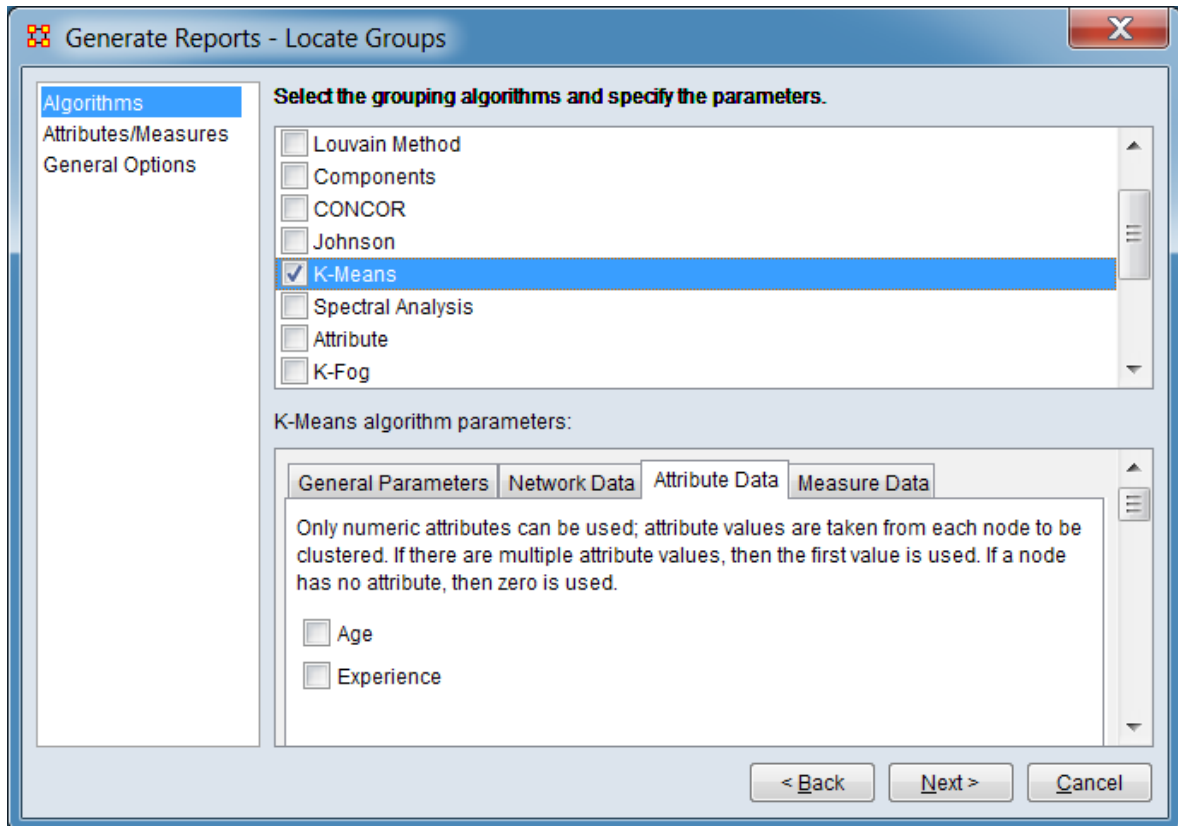 Generate Reports - Locate Groups
Algorithms
Attributes/Measures
General Options
Select the grouping algorithms and specify the parameters.
Louvain Method
Components
CONCOR
Johnson
K-Means
Spectral Analysis
Attribute
K-Fog
K-Means algorithm parameters:
General Parameters Network Data Attribute Data Measure Data
Only numeric attributes can be used; attribute values are taken from each node to be
clustered. If there are multiple attribute values, then the first value is used. If a node
has no attribute, then zero is used.
Age
Experience
< Back Next > Cancel